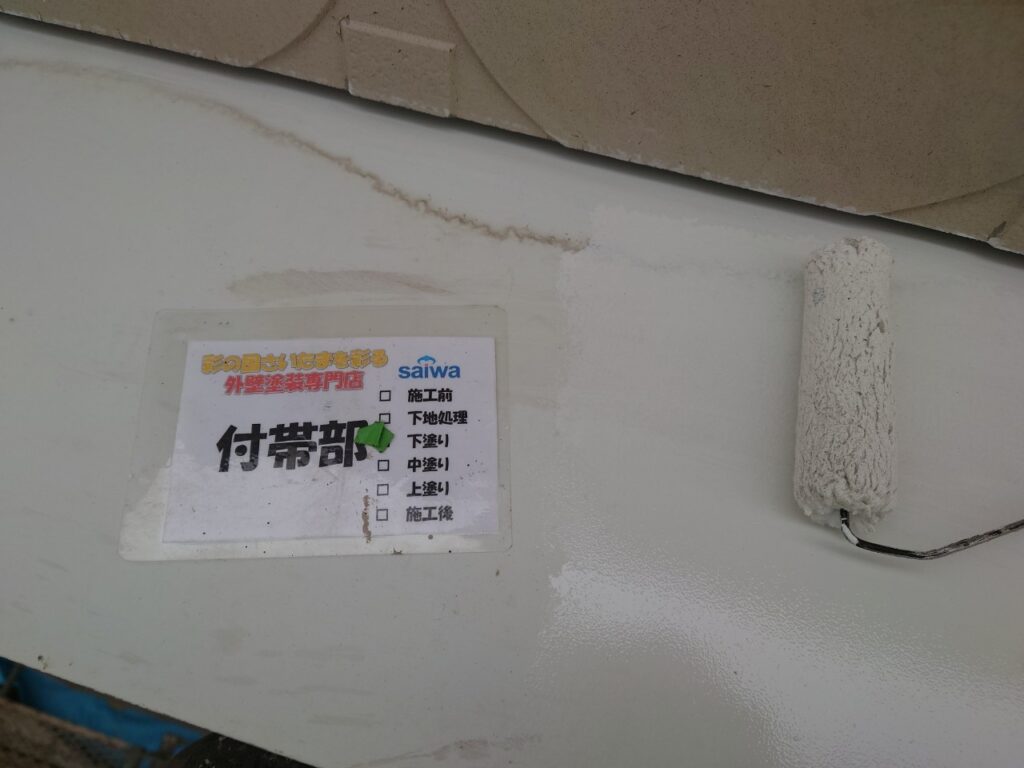 彩の国さいたまを彩る
外壁塗装専門店
saiwa
付帯部
□ 施工前
□ 下地処理
下塗り
□ 中塗り
□ 上塗り
□ 施工後